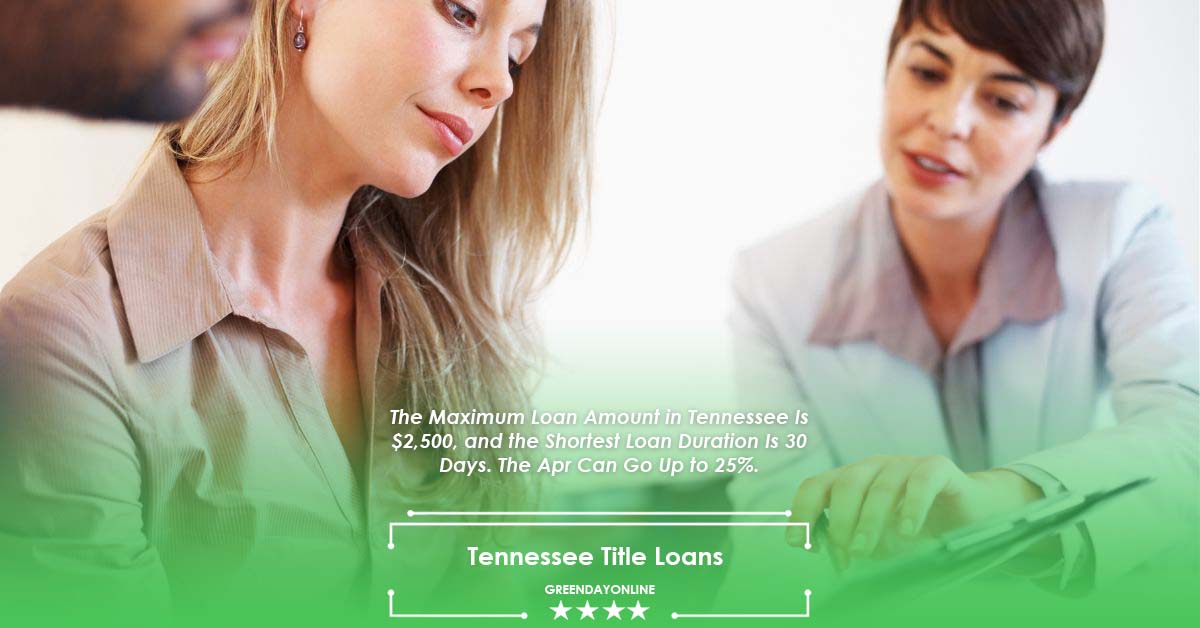 The Maximum Loan Amount in Tennessee Is
$2,500, and the Shortest Loan Duration Is 30
Days. The Apr Can Go Up to 25%.
Tennessee Title Loans
GREENDAYONLINE